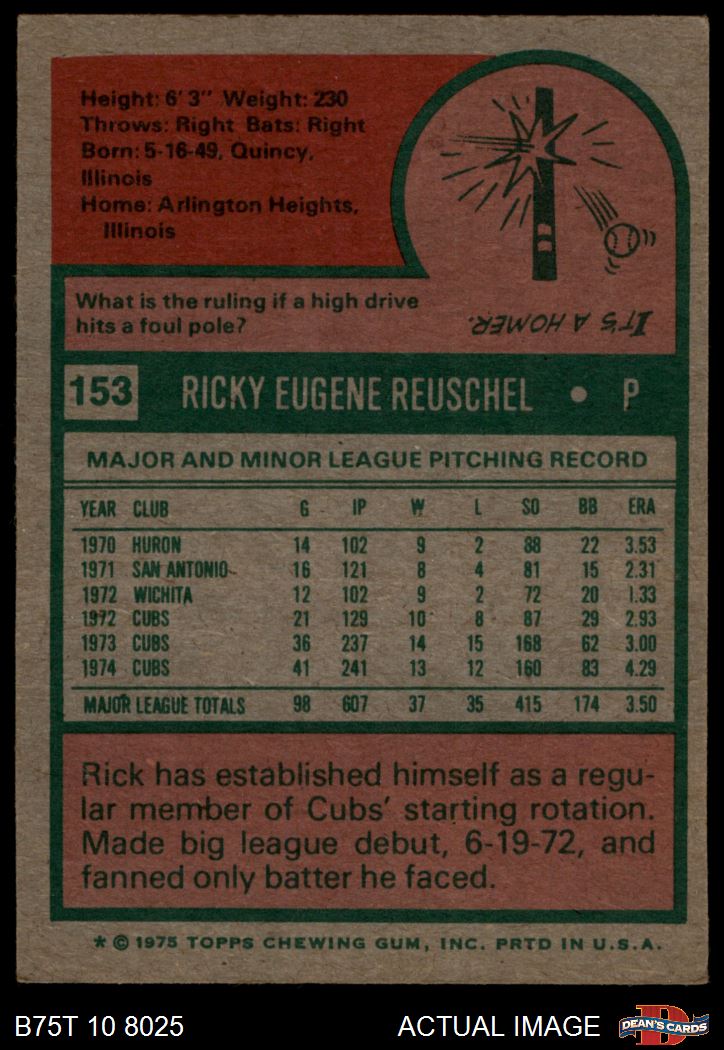 Height: 6' 3" Weight: 230
Throws: Right Bats: Right
Born: 5-16-49, Quincy,
Illinois
Home: Arlington Heights,
Illinois
What is the ruling if a high drive
hits a foul pole?
IT'S A HOMER.
153 RICKY EUGENE REUSCHEL • P
MAJOR AND MINOR LEAGUE PITCHING RECORD
YEAR CLUB G IP W L SO BB ERA
1970 HURON 14 102 9 2 88 22 3.53
1971 SAN ANTONIO 16 121 8 4 81 15 2.31
1972 WICHITA 12 102 9 2 72 20 1.33
1972 CUBS 21 129 10 8 87 29 2.93
1973 CUBS 36 237 14 15 168 62 3.00
1974 CUBS 41 241 13 12 160 83 4.29
MAJOR LEAGUE TOTALS 98 607 37 35 415 174 3.50
Rick has established himself as a regu-
lar member of Cubs' starting rotation.
Made big league debut, 6-19-72, and
fanned only batter he faced.
* © 1975 TOPPS CHEWING GUM, INC. PRTD IN U.S.A.
B75T 10 8025 ACTUAL IMAGE D DEAN'S CARDS